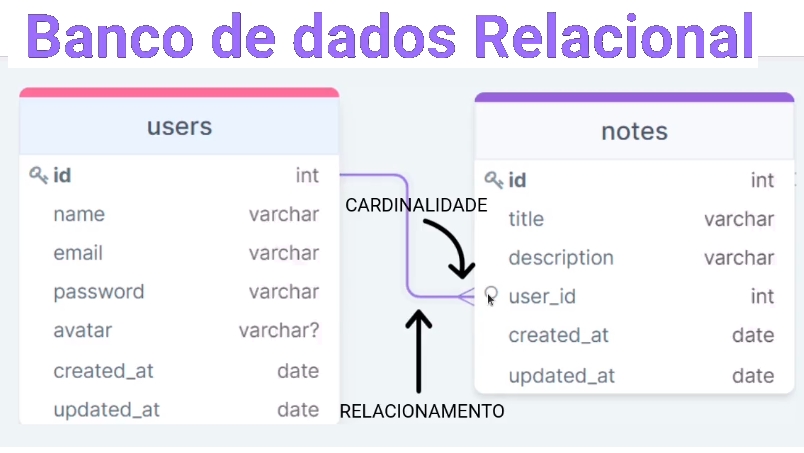 Banco de dados Relacional
users
id int
name varchar
email varchar
password varchar
avatar varchar?
created_at date
updated_at date
CARDINALIDADE
RELACIONAMENTO
notes
id int
title varchar
description varchar
user_id int
created_at date
updated_at date